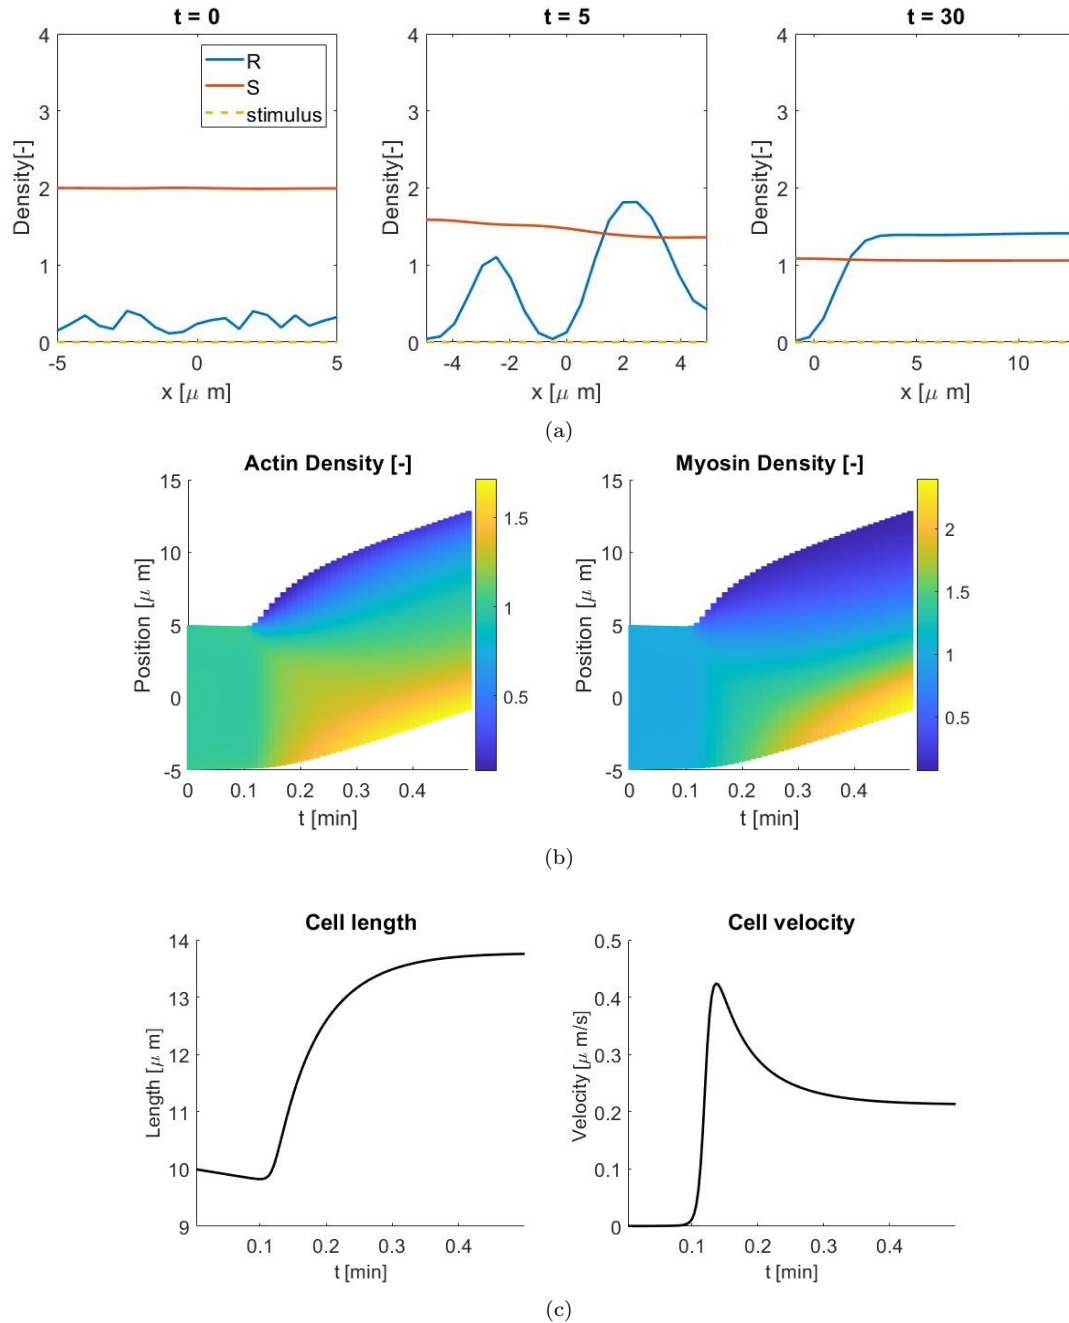 t = 0
t = 5
t = 30
4
3
2
1
0
Density[-]
R
S
stimulus
-5
0
5
x [μ m]
4
3
2
1
0
Density[-]
-4
-2
0
2
4
x [μ m]
4
3
2
1
0
Density[-]
0
5
10
x [μ m]
(a)
Actin Density [-]
15
10
5
0
-5
Position [μ m]
0
0.1
0.2
0.3
0.4
t [min]
1.5
1
0.5
Myosin Density [-]
15
10
5
0
-5
Position [μ m]
0
0.1
0.2
0.3
0.4
t [min]
2
1.5
1
0.5
(b)
Cell length
14
13
12
11
10
9
Length [μ m]
0.1
0.2
0.3
0.4
t [min]
Cell velocity
0.5
0.4
0.3
0.2
0.1
0
Velocity [μ m/s]
0.1
0.2
0.3
0.4
t [min]
(c)